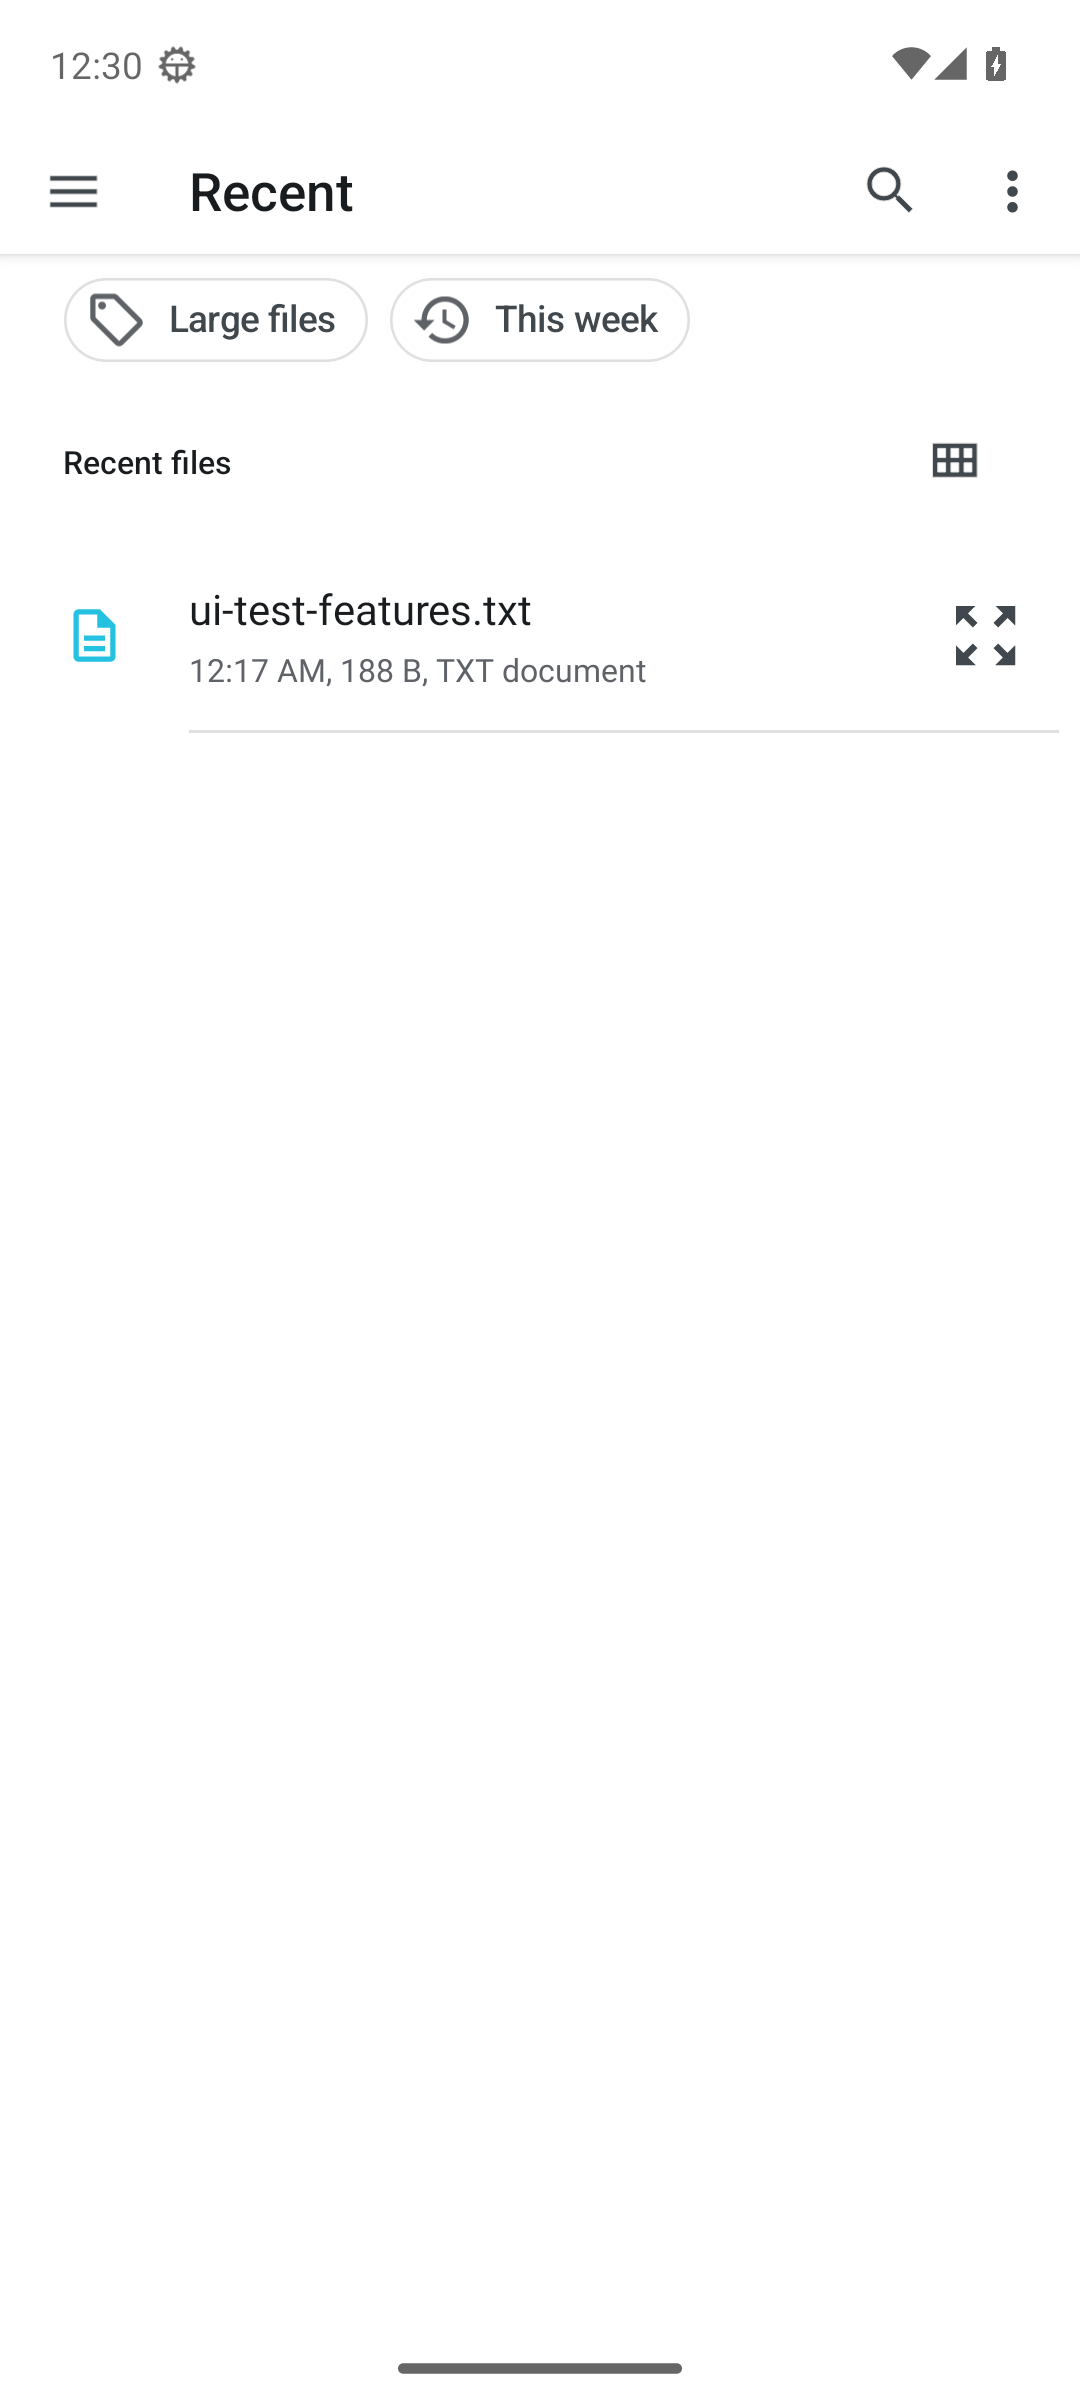 12:30
Recent
Large files
This week
Recent files
ui-test-features.txt
12:17 AM, 188 B, TXT document